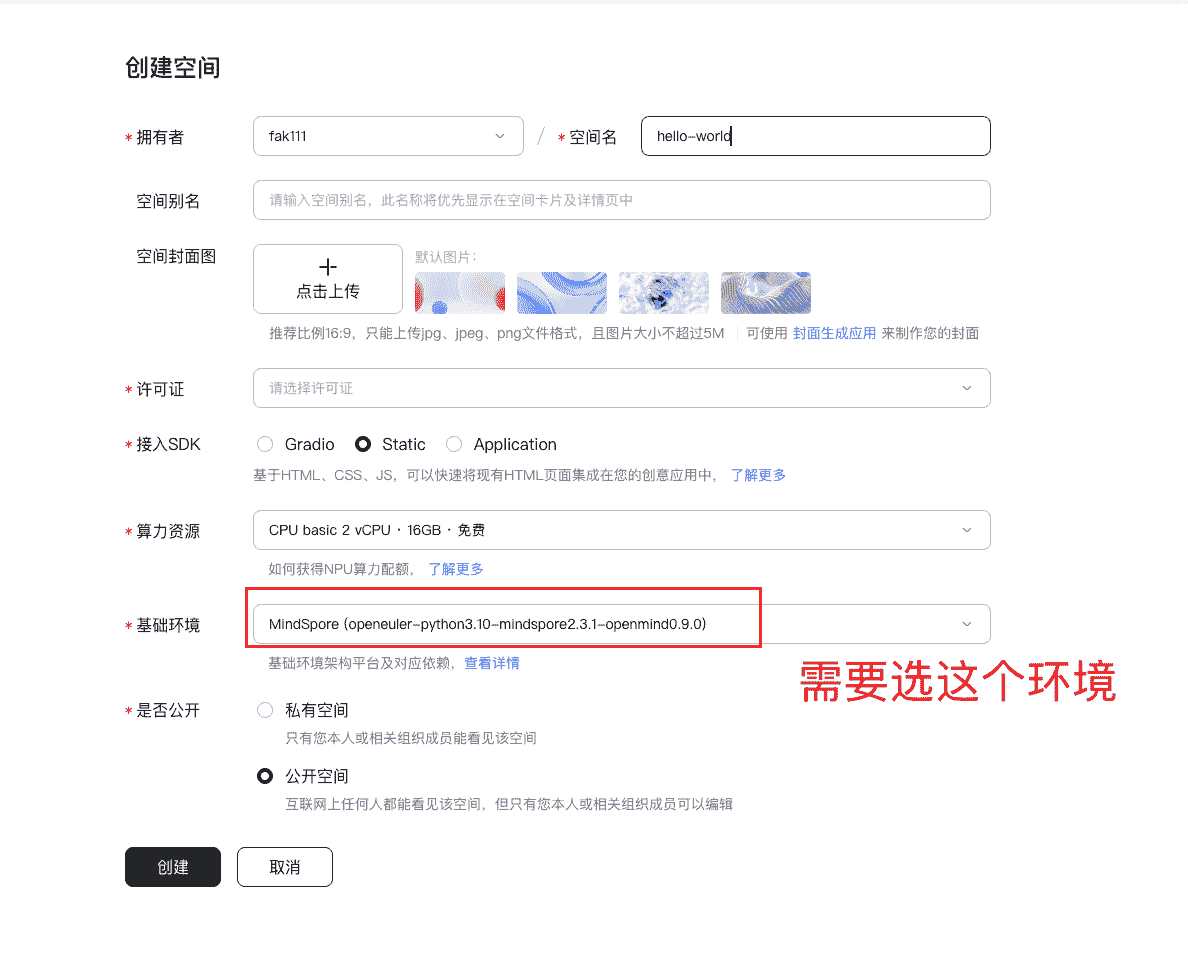 创建空间
* 拥有者 fak111 / * 空间名 hello-world
空间别名 请输入空间别名，此名称将优先显示在空间卡片及详情页中
空间封面图 点击上传 默认图片：
推荐比例16:9，只能上传jpg、jpeg、png文件格式，且图片大小不超过5M 可使用 封面生成应用 来制作您的封面
* 许可证 请选择许可证
* 接入SDK Gradio Static Application
基于HTML、CSS、JS，可以快速将现有HTML页面集成在您的创意应用中， 了解更多
* 算力资源 CPU basic 2 vCPU · 16GB · 免费
如何获得NPU算力配额， 了解更多
* 基础环境 MindSpore (openeuler-python3.10-mindspore2.3.1-openmind0.9.0)
基础环境架构平台及对应依赖，查看详情
需要选这个环境
* 是否公开 私有空间
只有您本人或相关组织成员能看见该空间
公开空间
互联网上任何人都能看见该空间，但只有您本人或相关组织成员可以编辑
创建 取消